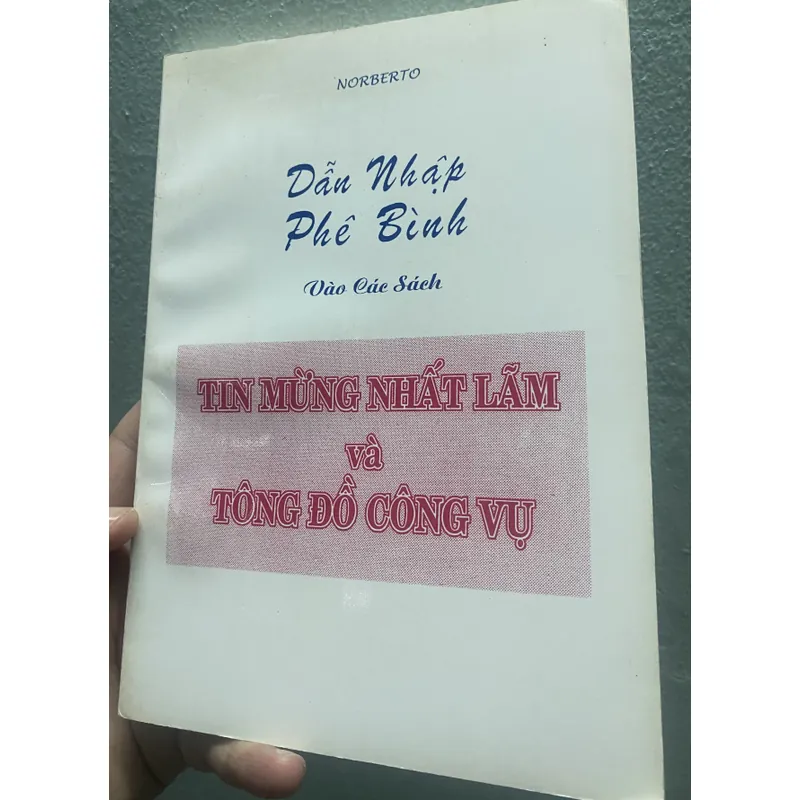 NORBERTO
Dẫn Nhập
Phê Bình
Vào Các Sách
TIN MỪNG NHẤT LÃM
và
TÔNG ĐỒ CÔNG VỤ